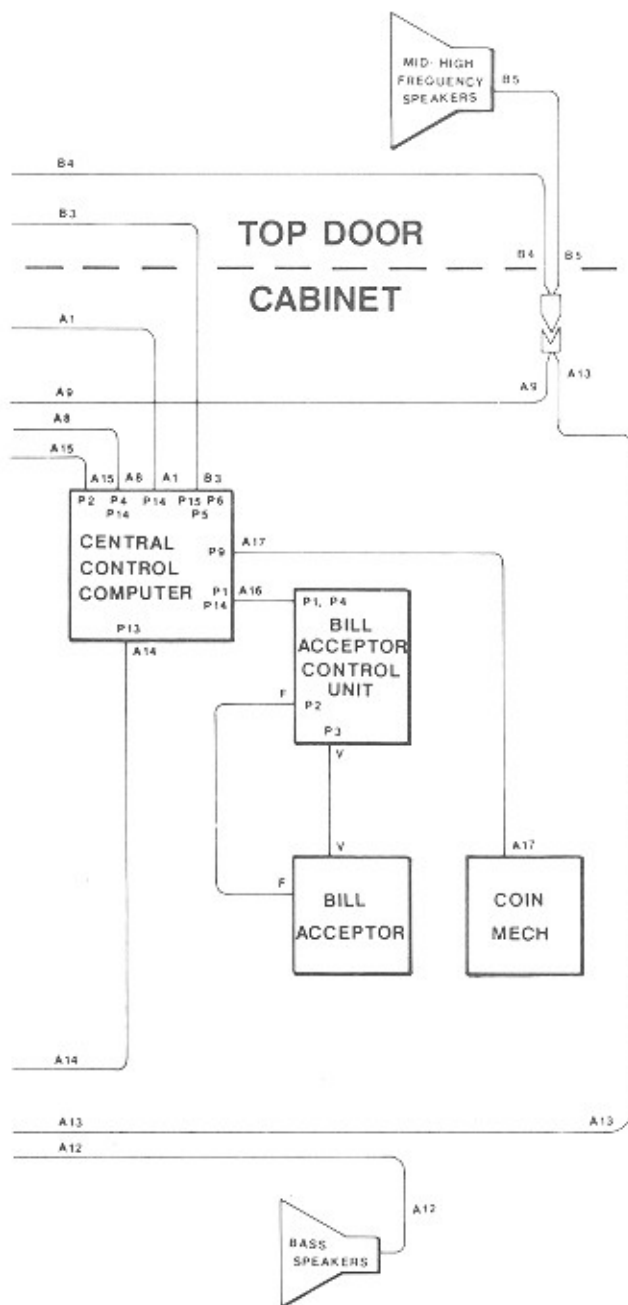 MID-HIGH
FREQUENCY
SPEAKERS
B5
B4
B3
TOP DOOR
B4 B5
CABINET
A1
A9
A9 A13
A8
A15
A15 A8 A1 B3
P2 P4 P14 P15 P6
P14 P5
CENTRAL
CONTROL
COMPUTER
P9
A17
P1
P14
A16
P13
A14
P1, P4
BILL
ACCEPTOR
CONTROL
UNIT
F
P2
P3
V
V
A17
F
BILL
ACCEPTOR
COIN
MECH
A14
A13
A13
A12
A12
BASS
SPEAKERS